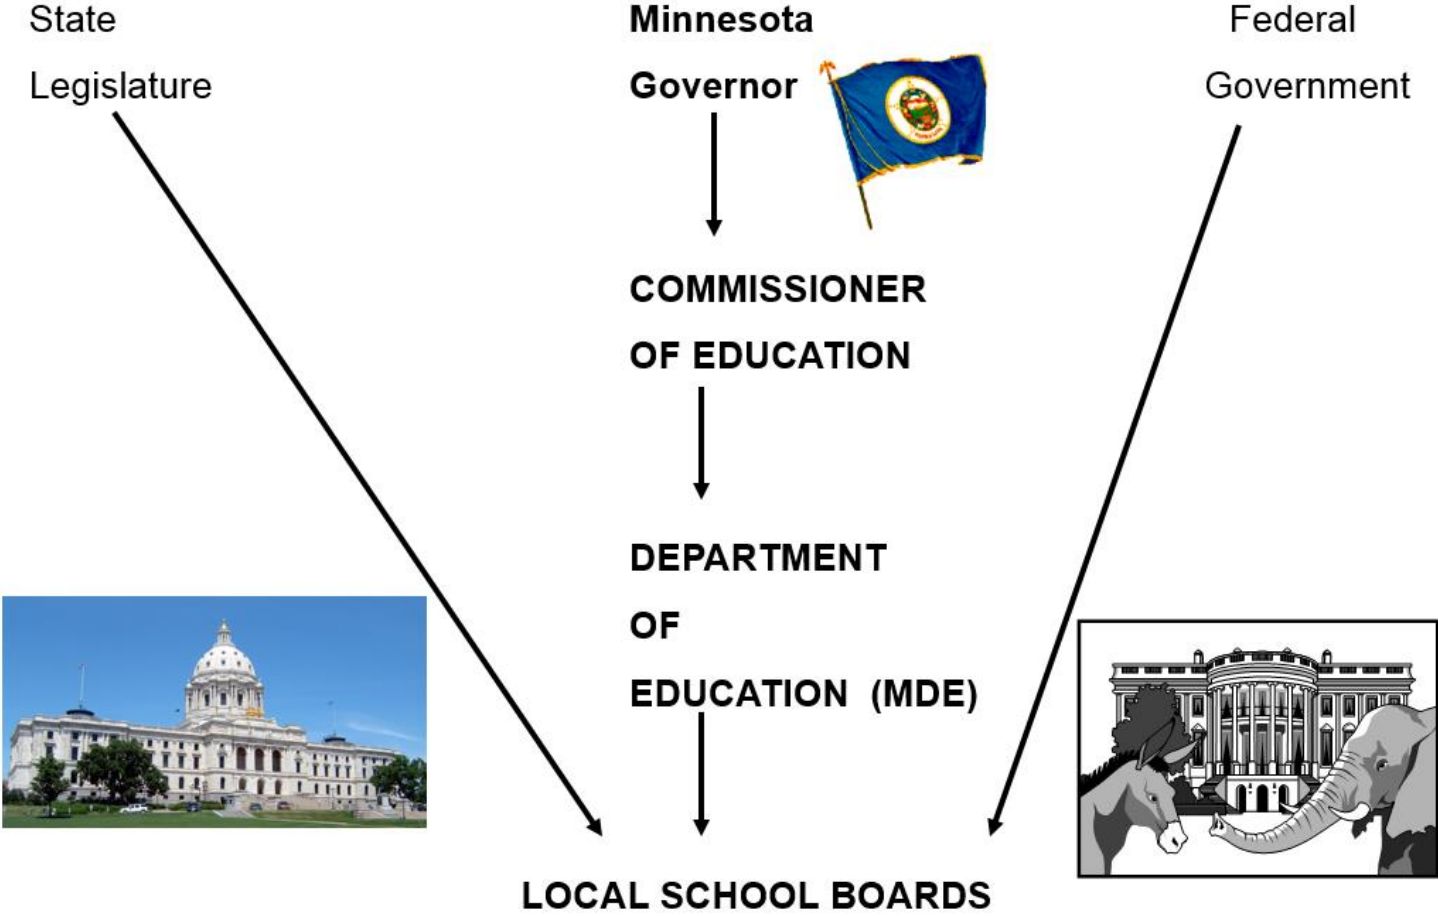 State
Legislature
Minnesota
Governor
Federal
Government
COMMISSIONER
OF EDUCATION
DEPARTMENT
OF
EDUCATION (MDE)
LOCAL SCHOOL BOARDS